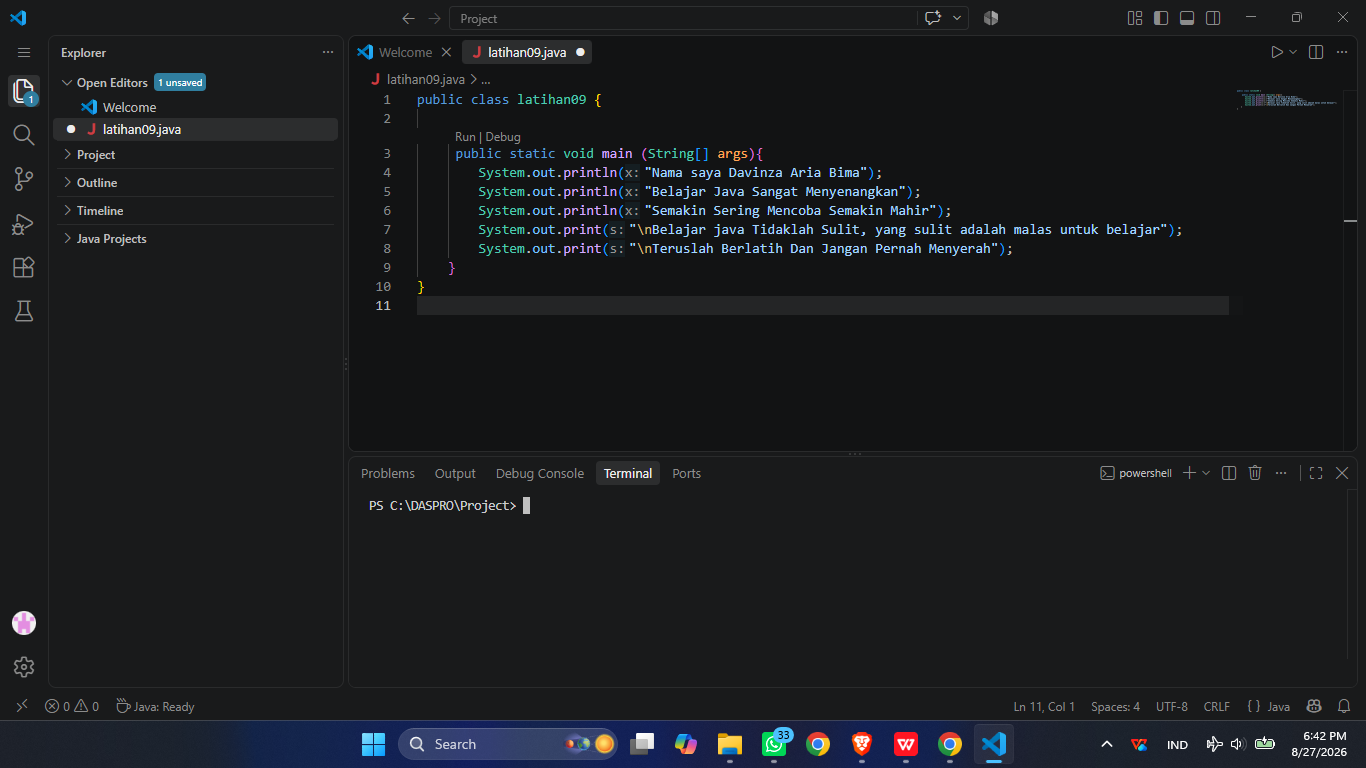 Project
Explorer
Open Editors 1 unsaved
Welcome
latihan09.java
Project
Outline
Timeline
Java Projects
1
Welcome
latihan09.java
latihan09.java > ...
1 public class latihan09 {
2
Run | Debug
3 public static void main (String[] args){
4 System.out.println(x: "Nama saya Davinza Aria Bima");
5 System.out.println(x: "Belajar Java Sangat Menyenangkan");
6 System.out.println(x: "Semakin Sering Mencoba Semakin Mahir");
7 System.out.print(s: "\nBelajar java Tidaklah Sulit, yang sulit adalah malas untuk belajar");
8 System.out.print(s: "\nTeruslah Berlatih Dan Jangan Pernah Menyerah");
9 }
10 }
11
Problems Output Debug Console Terminal Ports
powershell
PS C:\DASPRO\Project>
0 0 Java: Ready
Ln 11, Col 1 Spaces: 4 UTF-8 CRLF { } Java
Search
33
IND
6:42 PM
8/27/2026